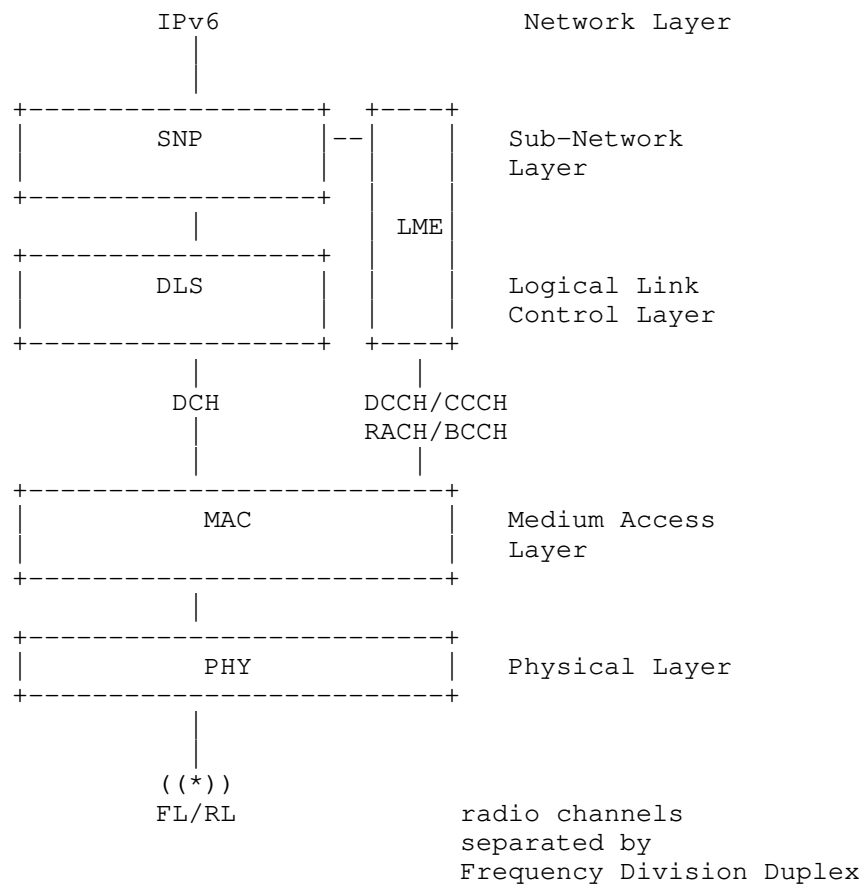 IPv6 Network Layer
SNP Sub-Network
Layer
LME
DLS Logical Link
Control Layer
DCH DCCH/CCCH
RACH/BCCH
MAC Medium Access
Layer
PHY Physical Layer
((*))
FL/RL radio channels
separated by
Frequency Division Duplex